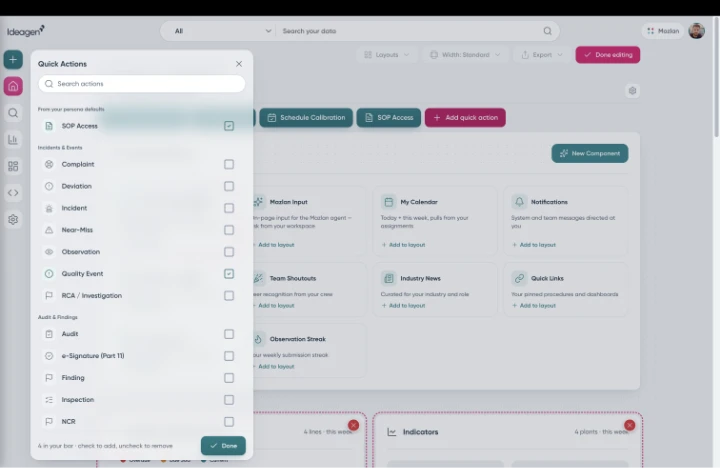 Ideagen
All
Search your data
Mazlan
Layouts
Width: Standard
Export
Done editing
Quick Actions
Search actions
From your persona defaults
SOP Access
Incidents & Events
Complaint
Deviation
Incident
Near-Miss
Observation
Quality Event
RCA / Investigation
Audit & Findings
Audit
e-Signature (Part 11)
Finding
Inspection
NCR
4 in your bar · check to add, uncheck to remove
Done
Schedule Calibration
SOP Access
Add quick action
New Component
Mazlan Input
-page input for the Mazlan agent –
from your workspace
+ Add to layout
My Calendar
Today + this week, pulls from your
assignments
+ Add to layout
Notifications
System and team messages directed at
you
+ Add to layout
Team Shoutouts
recognition from your crew
+ Add to layout
Industry News
Curated for your industry and role
+ Add to layout
Quick Links
Your pinned procedures and dashboards
+ Add to layout
Observation Streak
weekly submission streak
+ Add to layout
4 lines · this week
Indicators
4 plants · this week